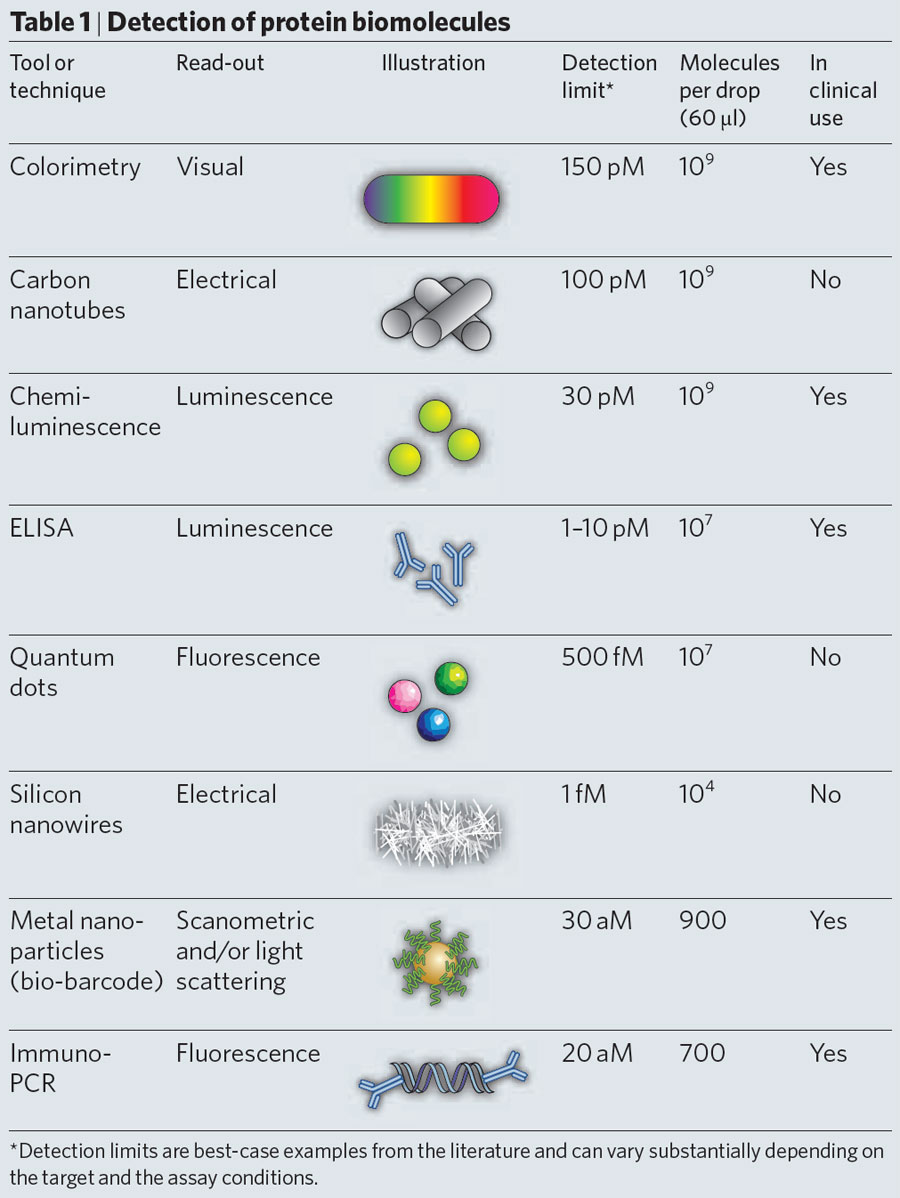 Table 1 | Detection of protein biomolecules
Tool or technique Read-out Illustration Detection limit* Molecules per drop (60 μl) In clinical use
Colorimetry Visual 150 pM 10⁹ Yes
Carbon nanotubes Electrical 100 pM 10⁹ No
Chemi-luminescence Luminescence 30 pM 10⁹ Yes
ELISA Luminescence 1–10 pM 10⁷ Yes
Quantum dots Fluorescence 500 fM 10⁷ No
Silicon nanowires Electrical 1 fM 10⁴ No
Metal nano-particles (bio-barcode) Scanometric and/or light scattering 30 aM 900 Yes
Immuno-PCR Fluorescence 20 aM 700 Yes
*Detection limits are best-case examples from the literature and can vary substantially depending on
the target and the assay conditions.